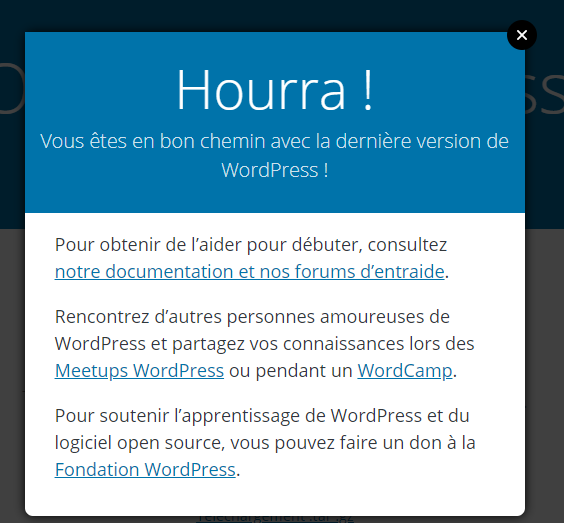 Hourra !
Vous êtes en bon chemin avec la dernière version de
WordPress !
Pour obtenir de l’aider pour débuter, consultez
notre documentation et nos forums d’entraide.
Rencontrez d’autres personnes amoureuses de
WordPress et partagez vos connaissances lors des
Meetups WordPress ou pendant un WordCamp.
Pour soutenir l’apprentissage de WordPress et du
logiciel open source, vous pouvez faire un don à la
Fondation WordPress.
Téléchargement .tar .gz